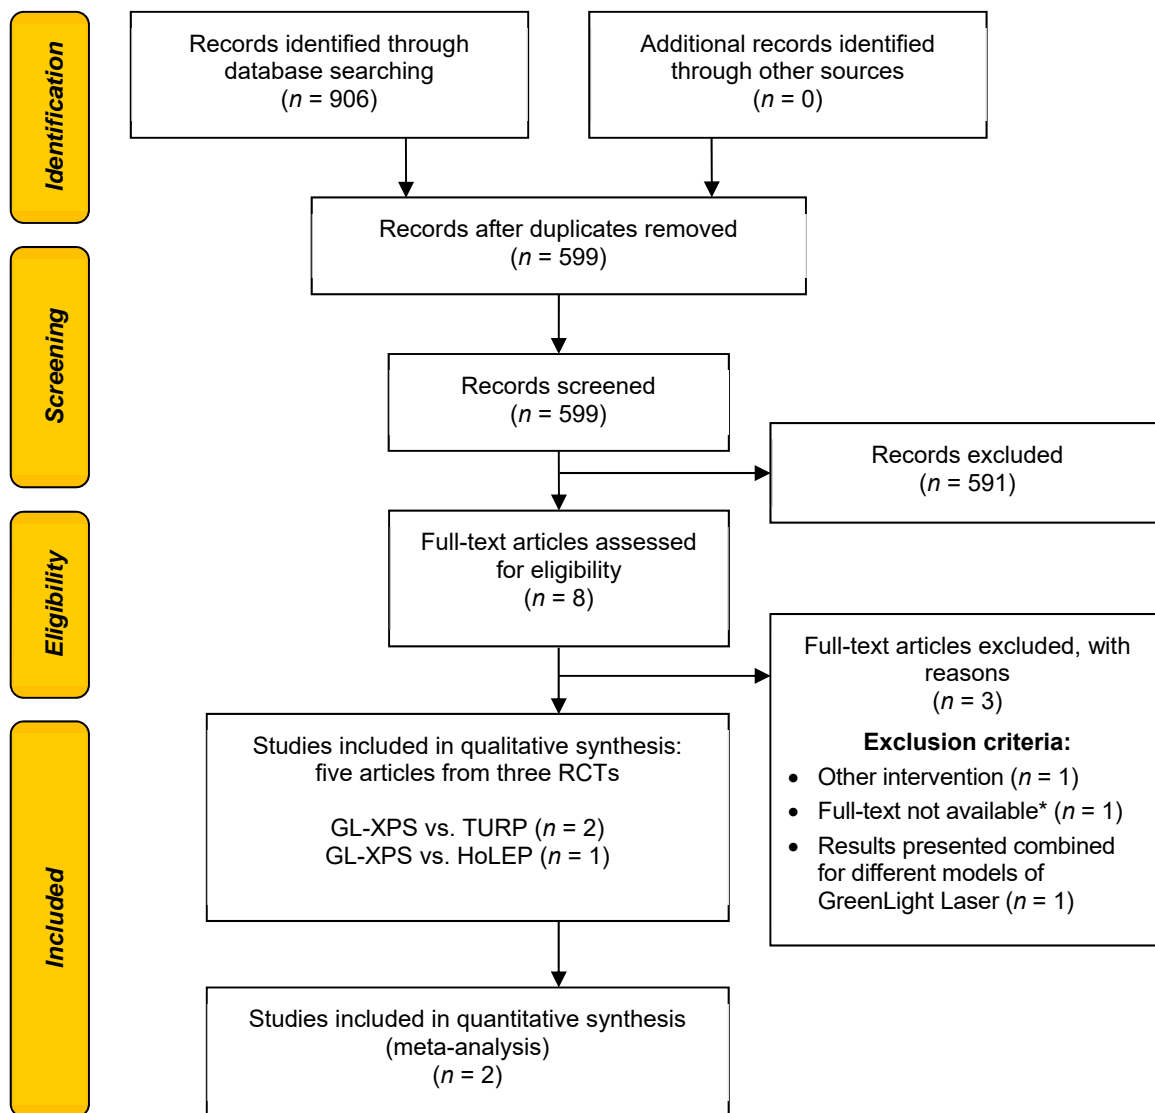 Identification
Records identified through
database searching
(n = 906)
Additional records identified
through other sources
(n = 0)
Records after duplicates removed
(n = 599)
Screening
Records screened
(n = 599)
Records excluded
(n = 591)
Eligibility
Full-text articles assessed
for eligibility
(n = 8)
Full-text articles excluded, with
reasons
(n = 3)
Exclusion criteria:
• Other intervention (n = 1)
• Full-text not available* (n = 1)
• Results presented combined
for different models of
GreenLight Laser (n = 1)
Included
Studies included in qualitative synthesis:
five articles from three RCTs
GL-XPS vs. TURP (n = 2)
GL-XPS vs. HoLEP (n = 1)
Studies included in quantitative synthesis
(meta-analysis)
(n = 2)